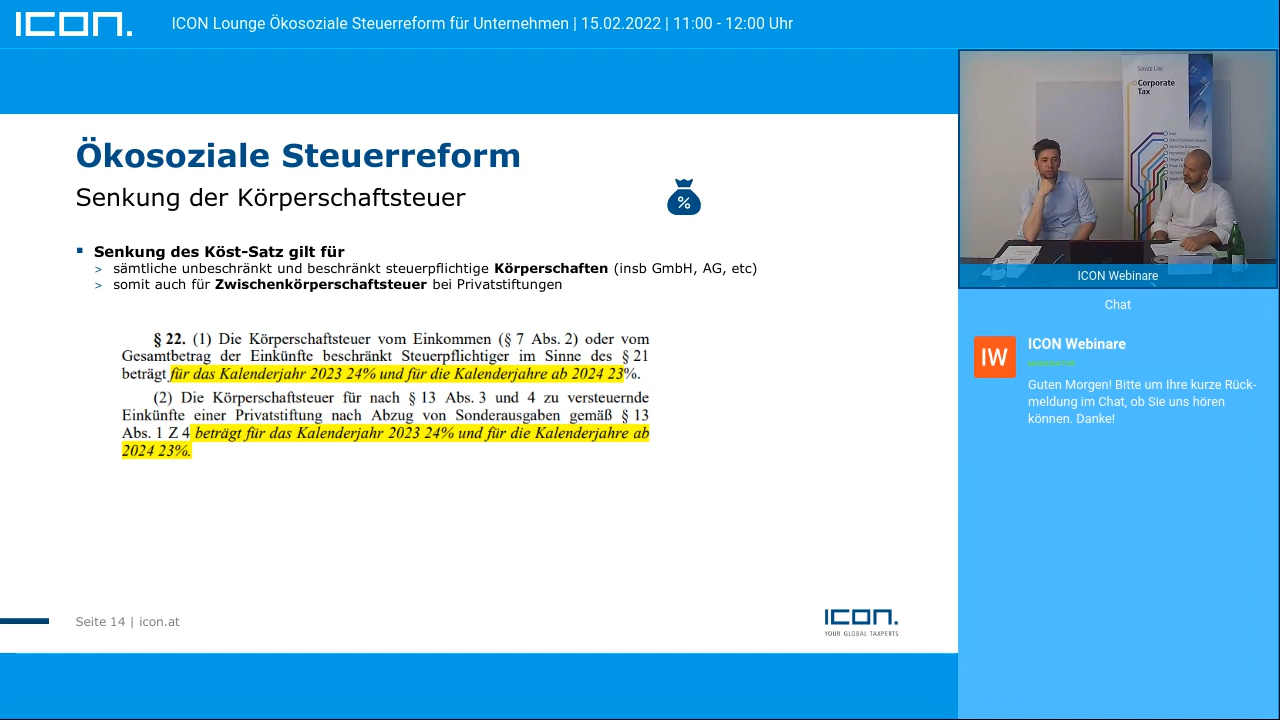 ICON.
ICON Lounge Ökosoziale Steuerreform für Unternehmen | 15.02.2022 | 11:00 - 12:00 Uhr
Service Line
Corporate
Tax
ICON Webinare
Chat
IW
ICON Webinare
MODERATOR
Guten Morgen! Bitte um Ihre kurze Rück-
meldung im Chat, ob Sie uns hören
können. Danke!
Ökosoziale Steuerreform
Senkung der Körperschaftsteuer
%
▪ Senkung des Köst-Satz gilt für
> sämtliche unbeschränkt und beschränkt steuerpflichtige Körperschaften (insb GmbH, AG, etc)
> somit auch für Zwischenkörperschaftsteuer bei Privatstiftungen
§ 22. (1) Die Körperschaftsteuer vom Einkommen (§ 7 Abs. 2) oder vom
Gesamtbetrag der Einkünfte beschränkt Steuerpflichtiger im Sinne des § 21
beträgt für das Kalenderjahr 2023 24% und für die Kalenderjahre ab 2024 23%.
(2) Die Körperschaftsteuer für nach § 13 Abs. 3 und 4 zu versteuernde
Einkünfte einer Privatstiftung nach Abzug von Sonderausgaben gemäß § 13
Abs. 1 Z 4 beträgt für das Kalenderjahr 2023 24% und für die Kalenderjahre ab
2024 23%.
Seite 14 | icon.at
ICON.
YOUR GLOBAL TAXPERTS